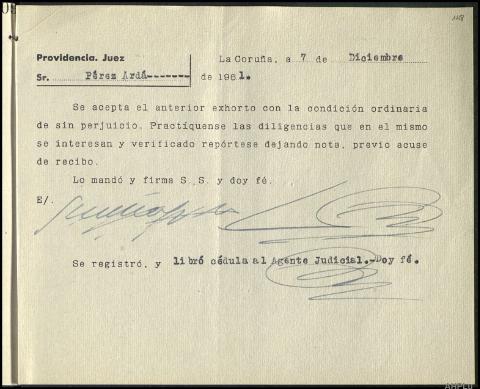 128
Providencia. Juez
La Coruña, a 7 de Diciembre
Sr. Pérez Ardá-------
de 1961.
Se acepta el anterior exhorto con la condición ordinaria
de sin perjuicio. Practíquense las diligencias que en el mismo
se interesan y verificado repórtese dejando nota, previo acuse
de recibo.
Lo mandó y firma S. S. y doy fé.
E/.
Se registró, y libró cédula al Agente Judicial.-Doy fé.